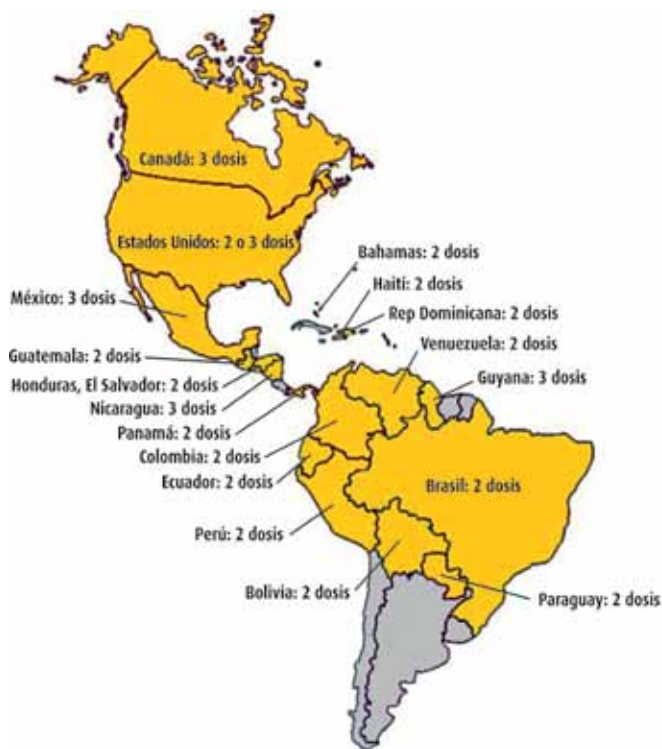 Canadá: 3 dosis
Estados Unidos: 2 o 3 dosis
Bahamas: 2 dosis
Haití: 2 dosis
México: 3 dosis
Rep Dominicana: 2 dosis
Venuezuela: 2 dosis
Guatemala: 2 dosis
Guyana: 3 dosis
Honduras, El Salvador: 2 dosis
Nicaragua: 3 dosis
Panamá: 2 dosis
Colombia: 2 dosis
Ecuador: 2 dosis
Brasil: 2 dosis
Perú: 2 dosis
Bolivia: 2 dosis
Paraguay: 2 dosis